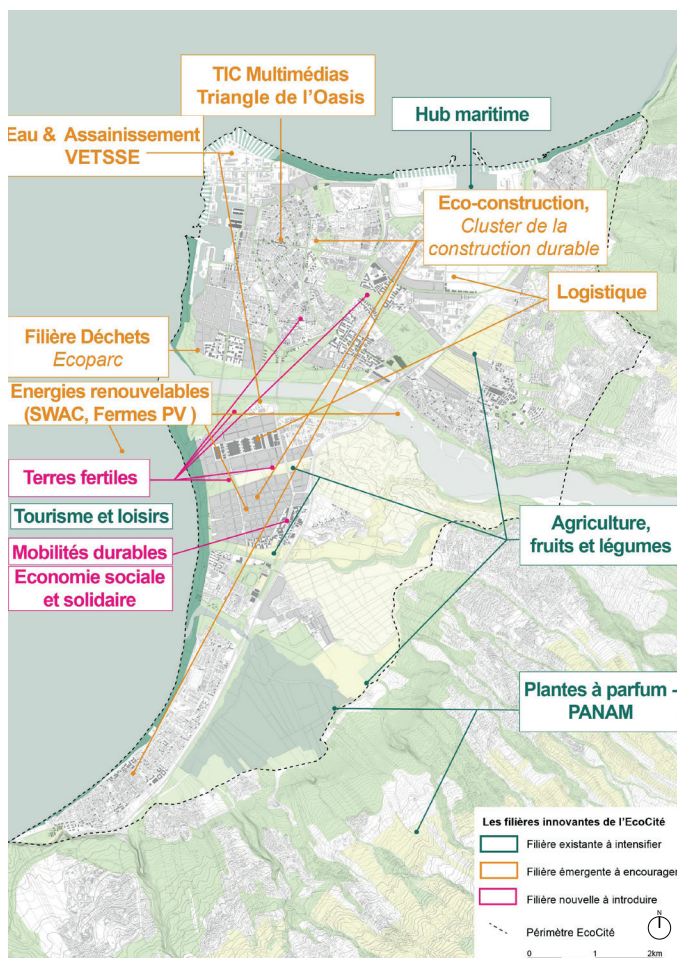 TIC Multimédias
Triangle de l'Oasis
Hub maritime
Eau & Assainissement
VETSSE
Eco-construction,
Cluster de la
construction durable
Logistique
Filière Déchets
Ecoparc
Energies renouvelables
(SWAC, Fermes PV )
Terres fertiles
Tourisme et loisirs
Agriculture,
fruits et légumes
Mobilités durables
Economie sociale
et solidaire
Plantes à parfum -
PANAM
Les filières innovantes de l'EcoCité
Filière existante à intensifier
Filière émergente à encourager
Filière nouvelle à introduire
Périmètre EcoCité
N
0 1 2km